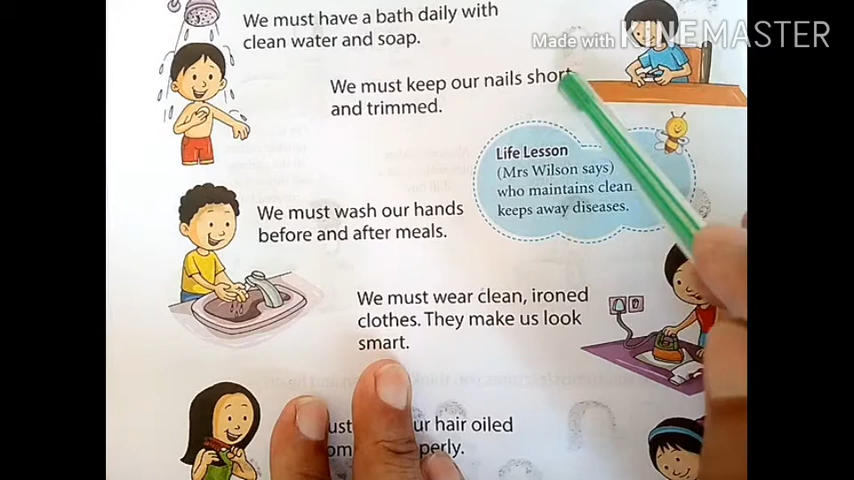 We must have a bath daily with
clean water and soap.
Made with KINEMASTER
We must keep our nails short
and trimmed.
Life Lesson
(Mrs Wilson says)
who maintains clean
keeps away diseases.
We must wash our hands
before and after meals.
We must wear clean, ironed
clothes. They make us look
smart.
hair oiled